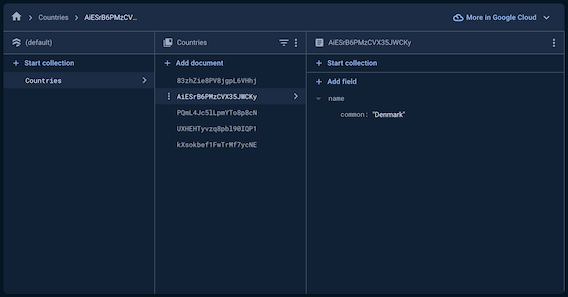 Countries
AiESrB6PMzCV…
More in Google Cloud
(default)
Countries
AiESrB6PMzCVX35JWCKy
Start collection
Add document
Start collection
Countries
83zhZie8PV8jgpL6VHhj
Add field
AiESrB6PMzCVX35JWCKy
name
PQmL4Jc5lLpmYTo8p8cN
common: "Denmark"
UXHEHTyvzq8pbl90IQP1
kXsokbef1FwTrMf7ycNE